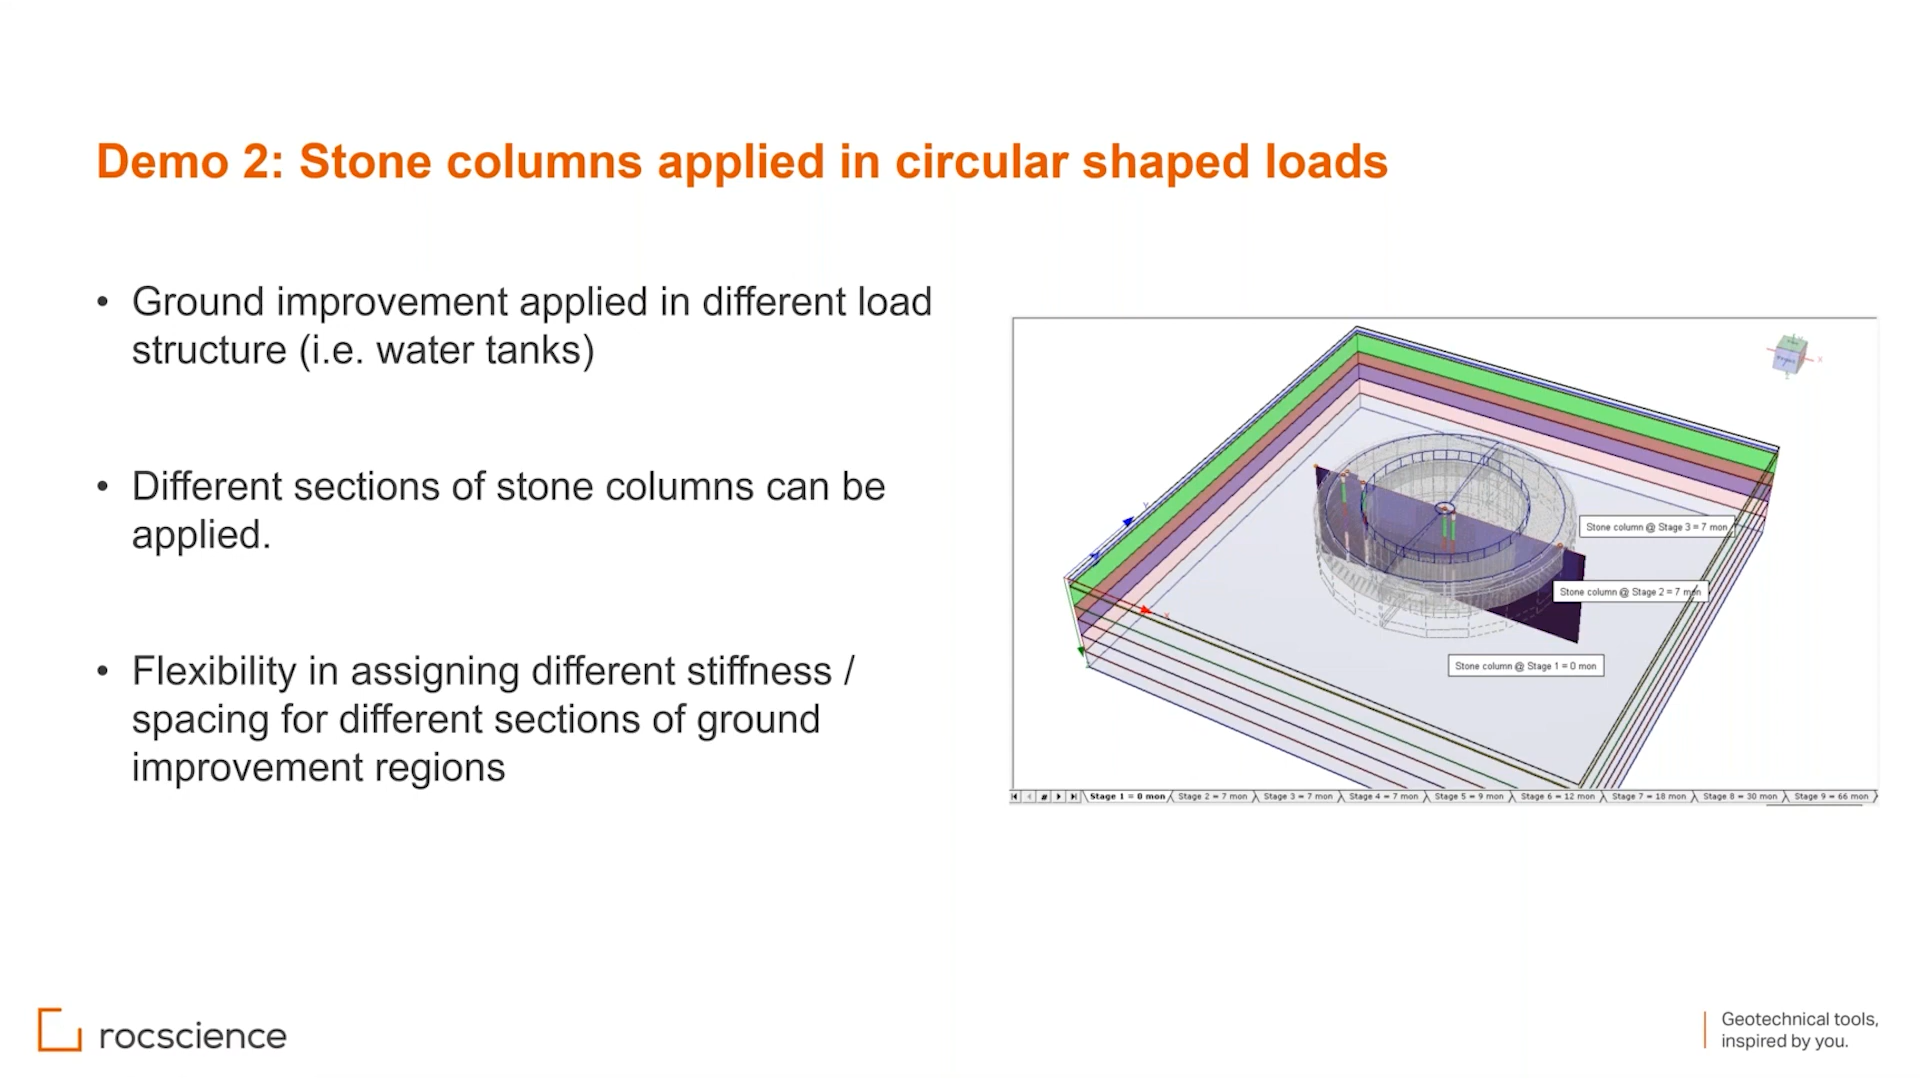 Demo 2: Stone columns applied in circular shaped loads
• Ground improvement applied in different load
structure (i.e. water tanks)
• Different sections of stone columns can be
applied.
• Flexibility in assigning different stiffness /
spacing for different sections of ground
improvement regions
X
Stone column @ Stage 3 = 7 mon
Stone column @ Stage 2 = 7 mon
Stone column @ Stage 1 = 0 mon
Stage 1 = 0 mon Stage 2 = 7 mon Stage 3 = 7 mon Stage 4 = 7 mon Stage 5 = 9 mon Stage 6 = 12 mon Stage 7 = 18 mon Stage 8 = 30 mon Stage 9 = 66 mon
rocscience
Geotechnical tools,
inspired by you.